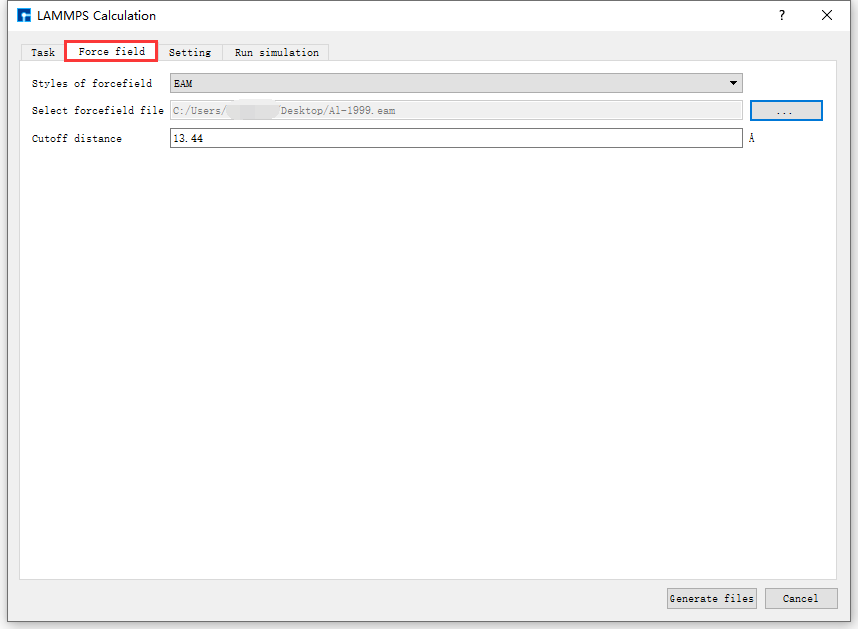 LAMMPS Calculation
?
Task Force field Setting Run simulation
Styles of forcefield EAM
Select forcefield file C:/Users/ /Desktop/Al-1999.eam ...
Cutoff distance 13.44 Å
Generate files Cancel